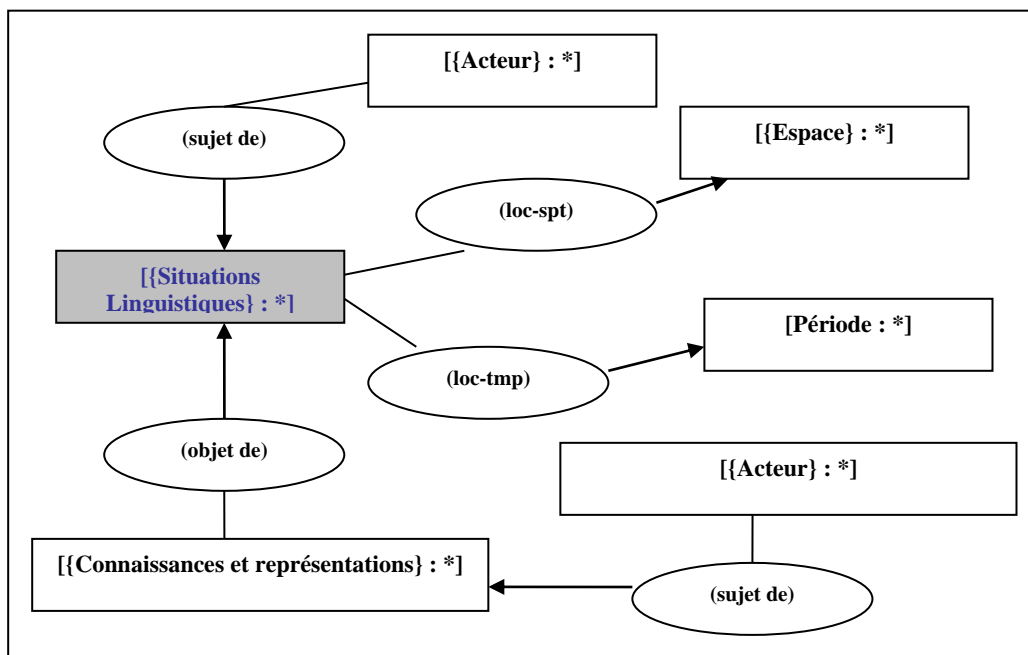 [{Acteur} : *]
(sujet de)
[{Espace} : *]
(loc-spt)
[{Situations
Linguistiques} : *]
[Période : *]
(loc-tmp)
(objet de)
[{Acteur} : *]
[{Connaissances et représentations} : *]
(sujet de)